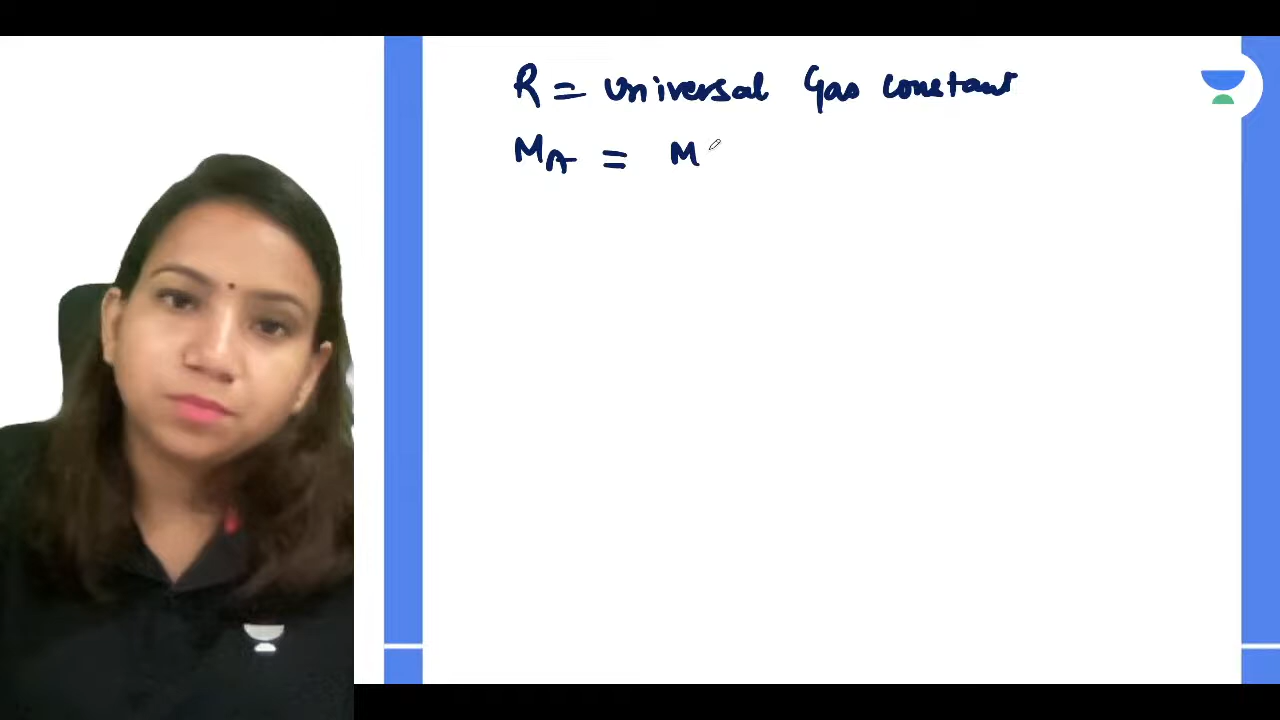 R = Universal Gas constant
MA = M